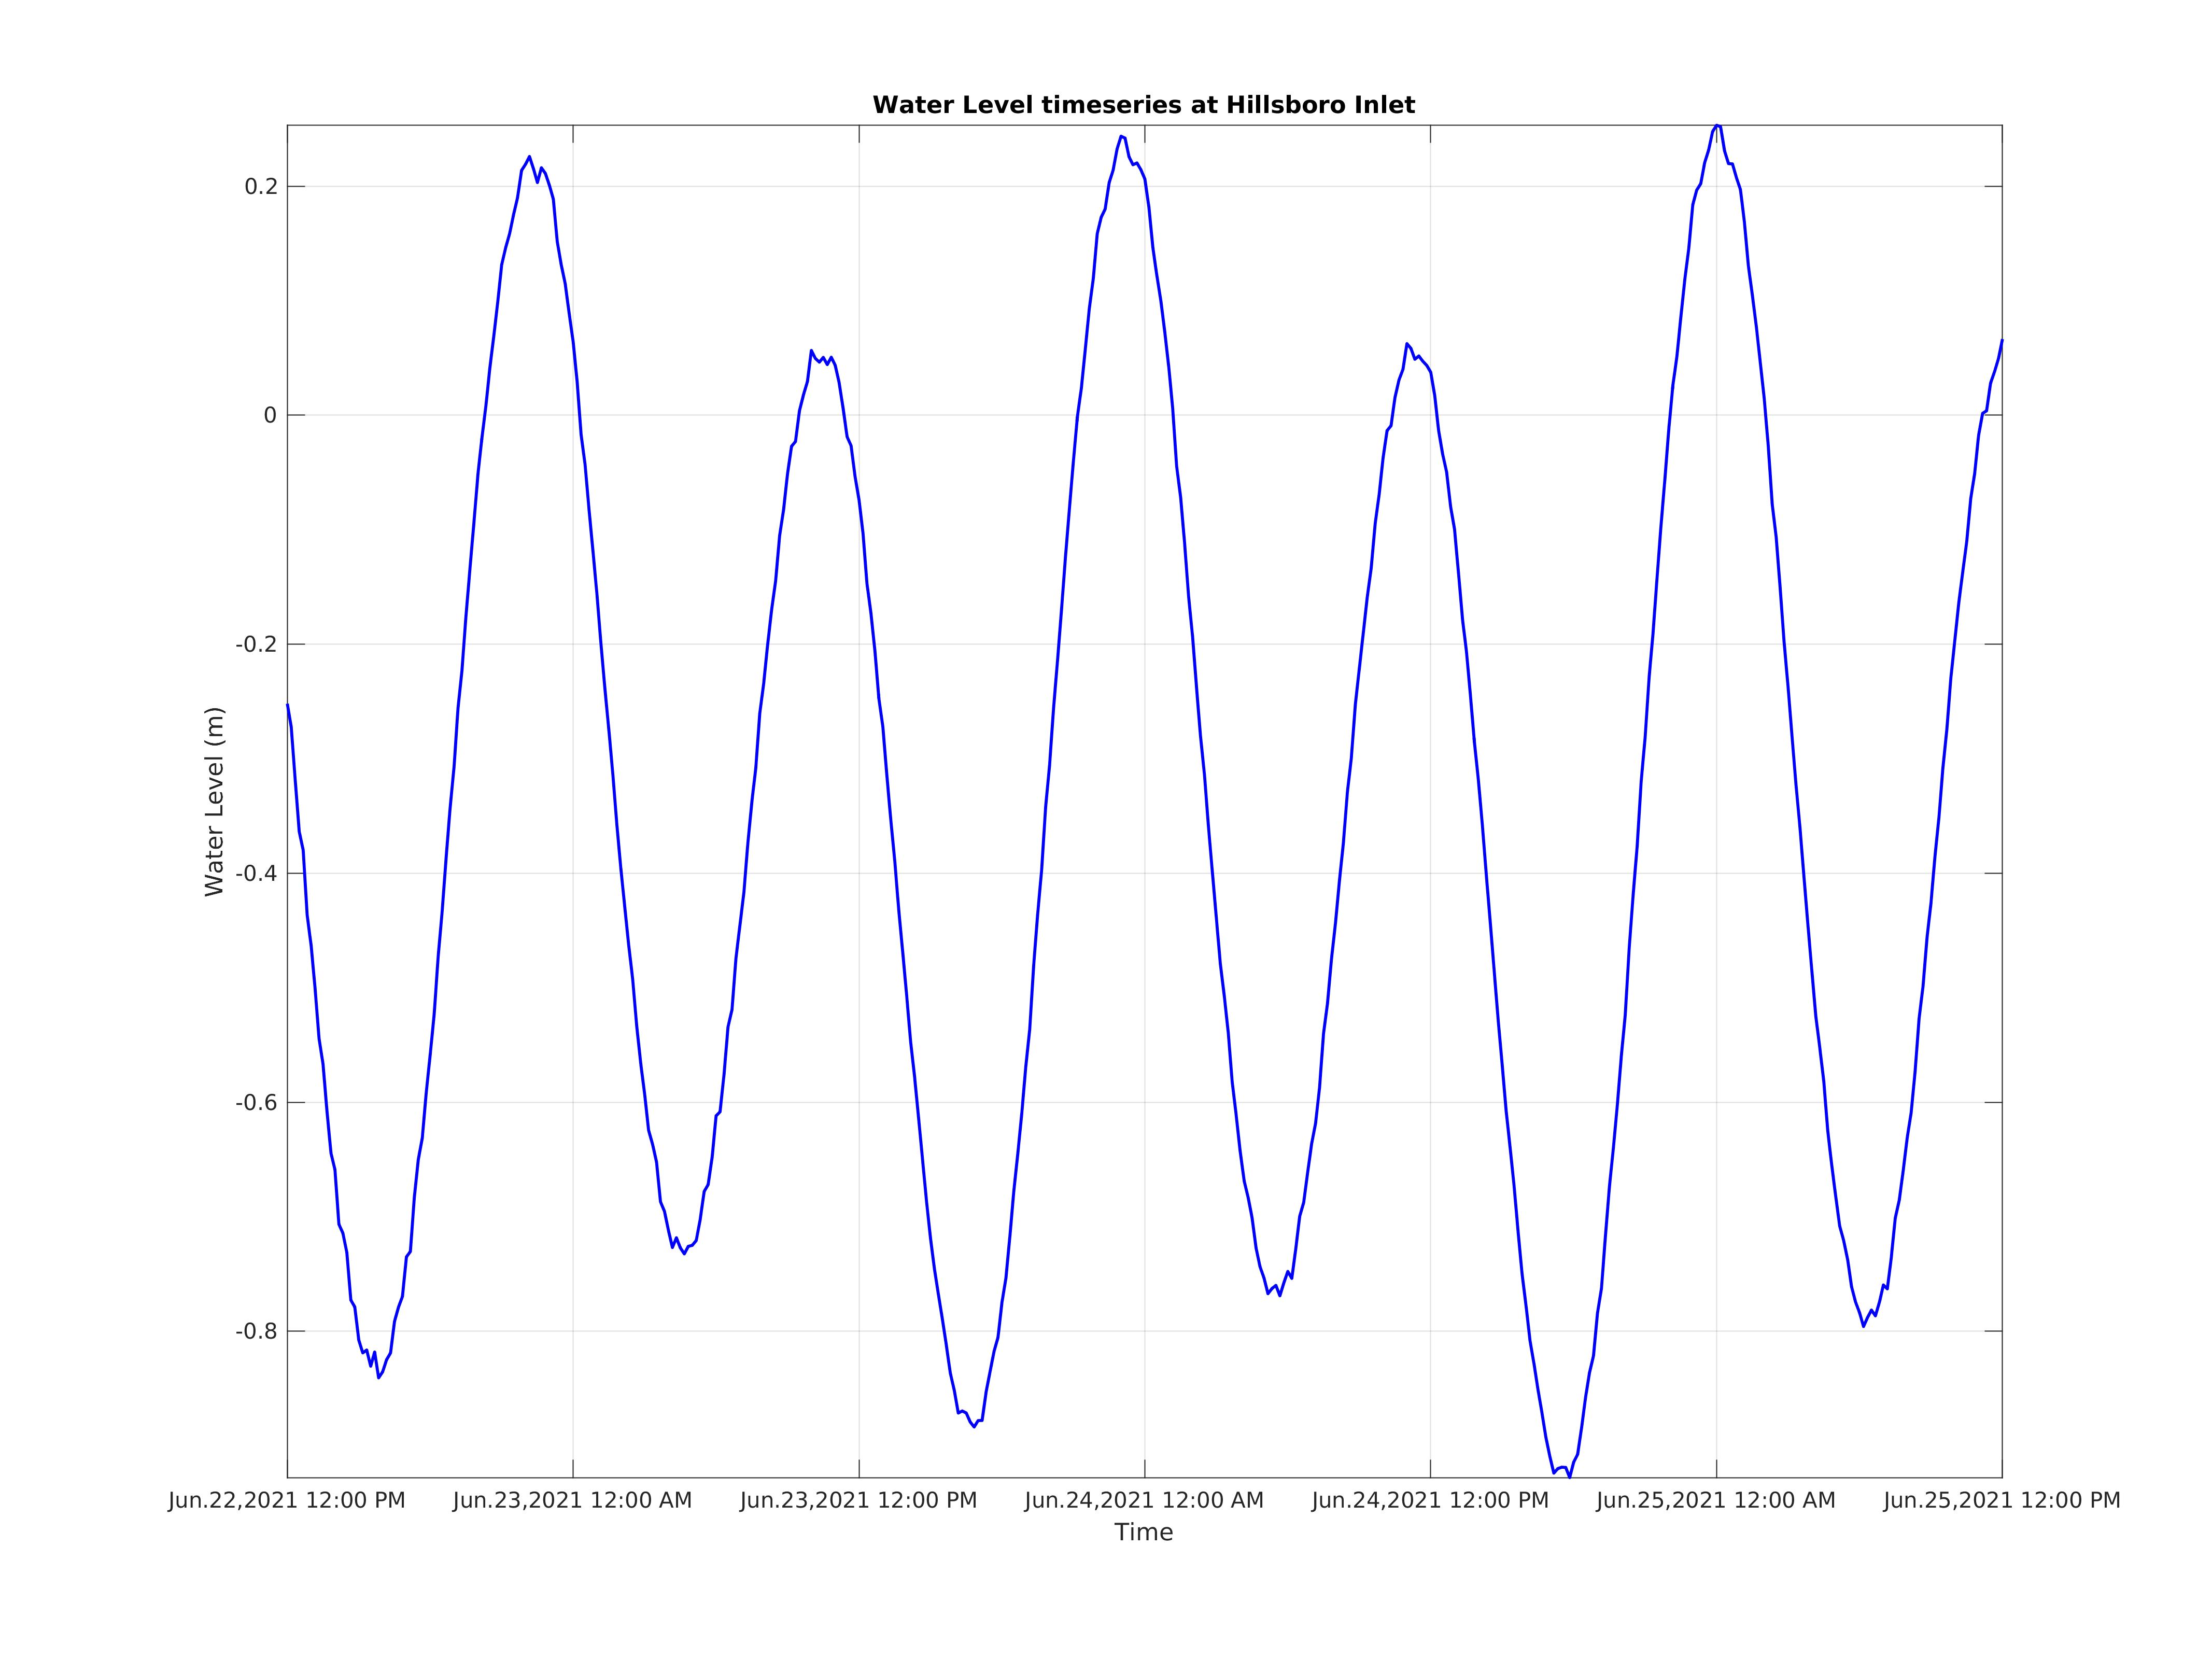 Water Level timeseries at Hillsboro Inlet
0.2
0
-0.2
-0.4
-0.6
-0.8
Water Level (m)
Jun.22,2021 12:00 PM
Jun.23,2021 12:00 AM
Jun.23,2021 12:00 PM
Jun.24,2021 12:00 AM
Jun.24,2021 12:00 PM
Jun.25,2021 12:00 AM
Jun.25,2021 12:00 PM
Time